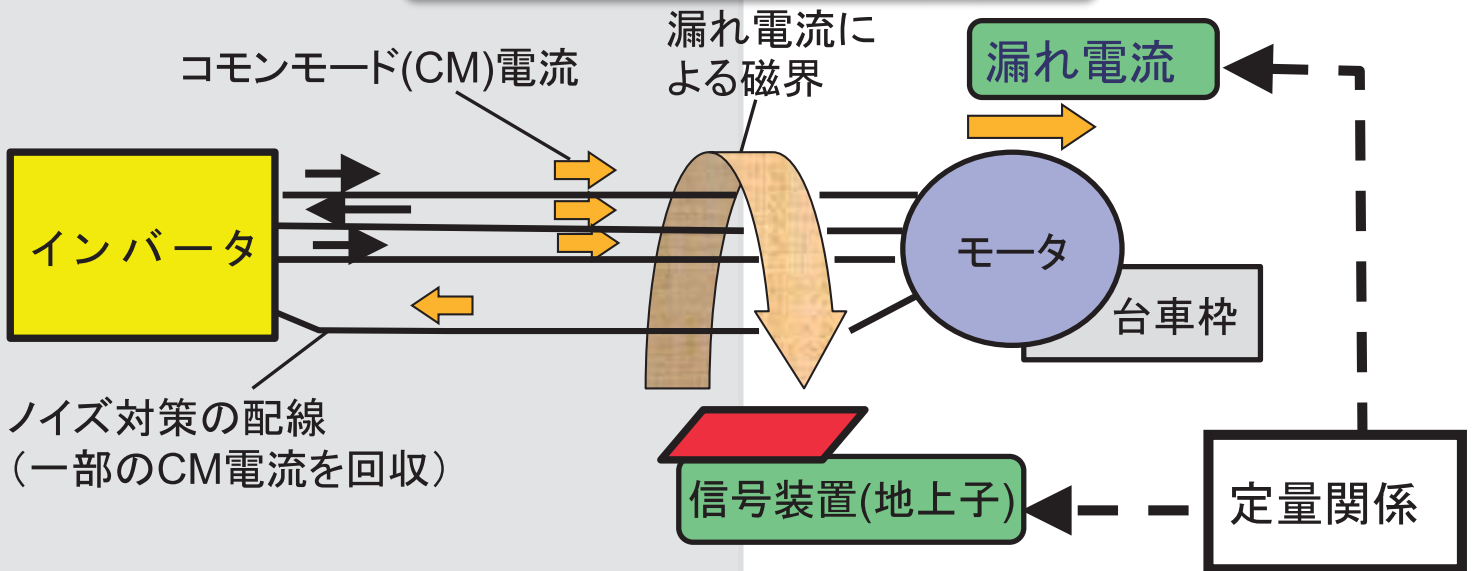 漏れ電流に
よる磁界
漏れ電流
コモンモード(CM)電流
インバータ
モータ
台車枠
ノイズ対策の配線
（一部のCM電流を回収）
信号装置(地上子)
定量関係